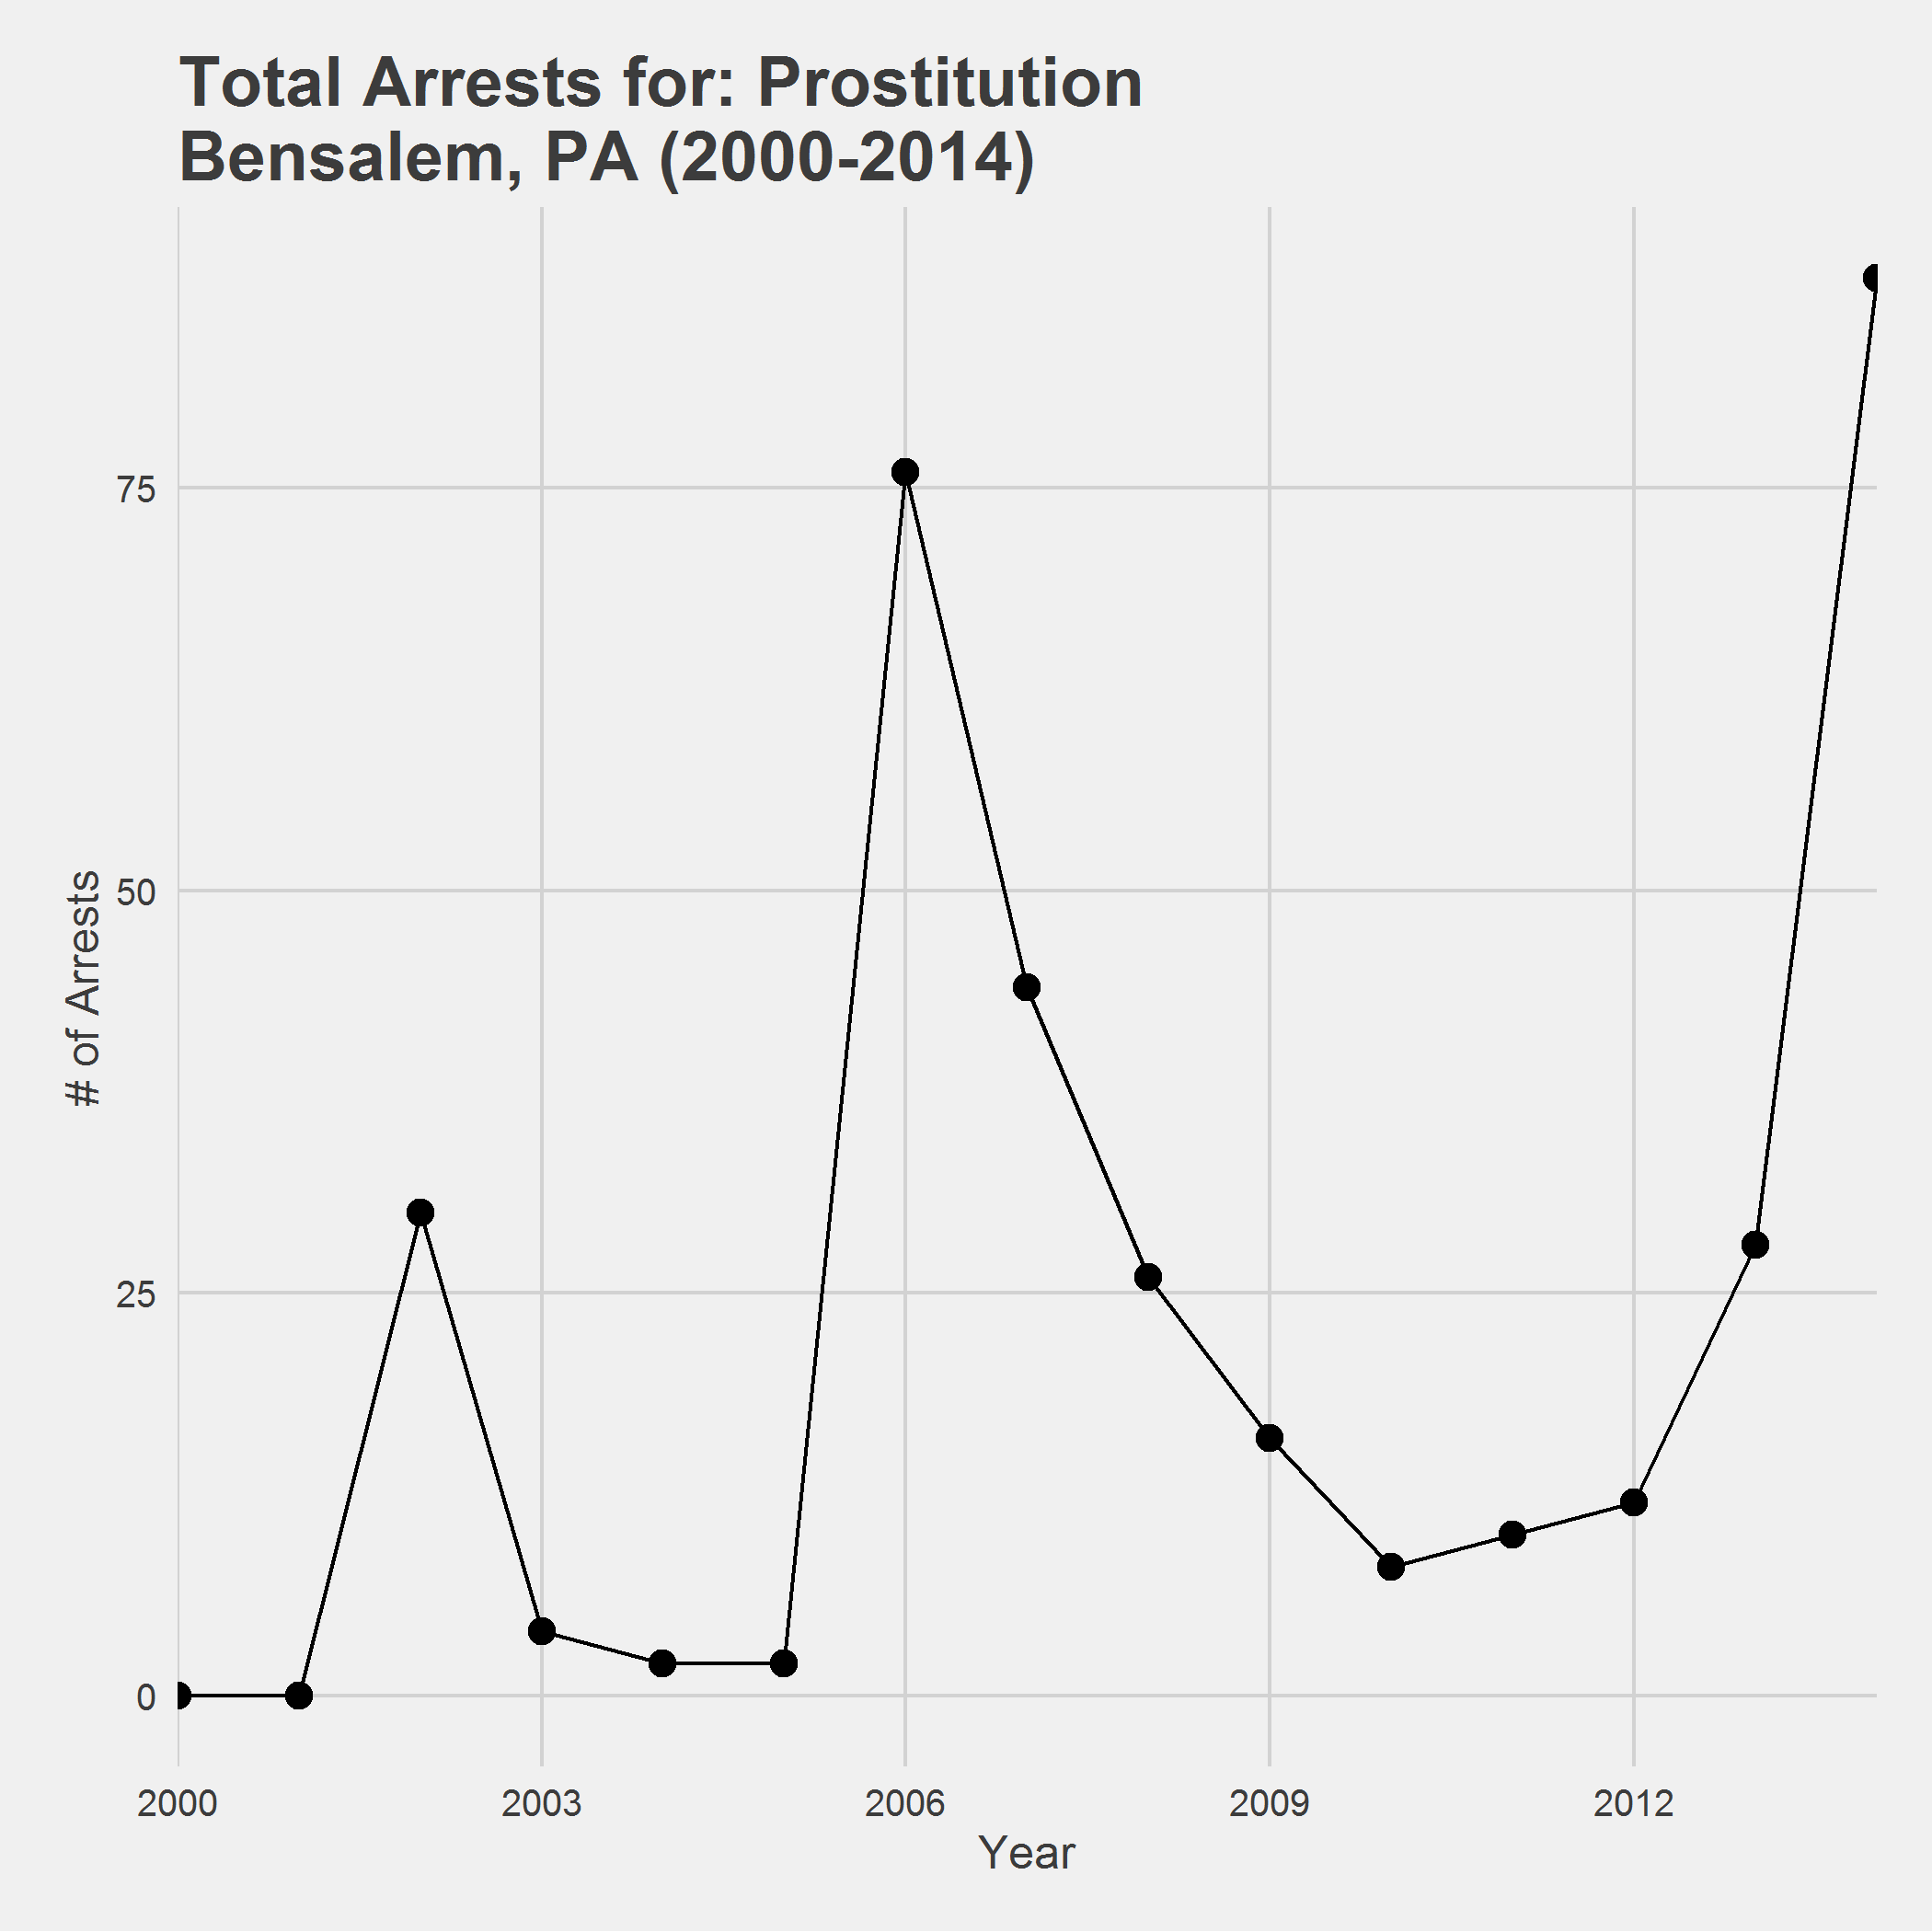 Total Arrests for: Prostitution
Bensalem, PA (2000-2014)
75
50
25
0
# of Arrests
2000 2003 2006 2009 2012
Year